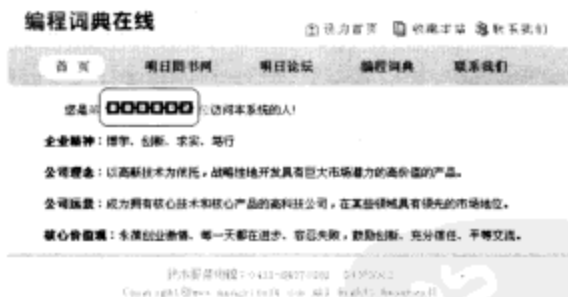 编程词典在线
设为首页 收藏本站 联系我们
首 页 明日图书网 明日论坛 编程词典 联系我们
您是第 000000 位访问本系统的人!
企业精神：博学、创新、求实、笃行
公司理念：以高新技术为依托，战略性地开发具有巨大市场潜力的高价值的产品。
公司远景：成为拥有核心技术和核心产品的高科技公司，在某些领域具有领先的市场地位。
核心价值观：永葆创业激情、每一天都在进步、容忍失败，鼓励创新、充分信任、平等交流。